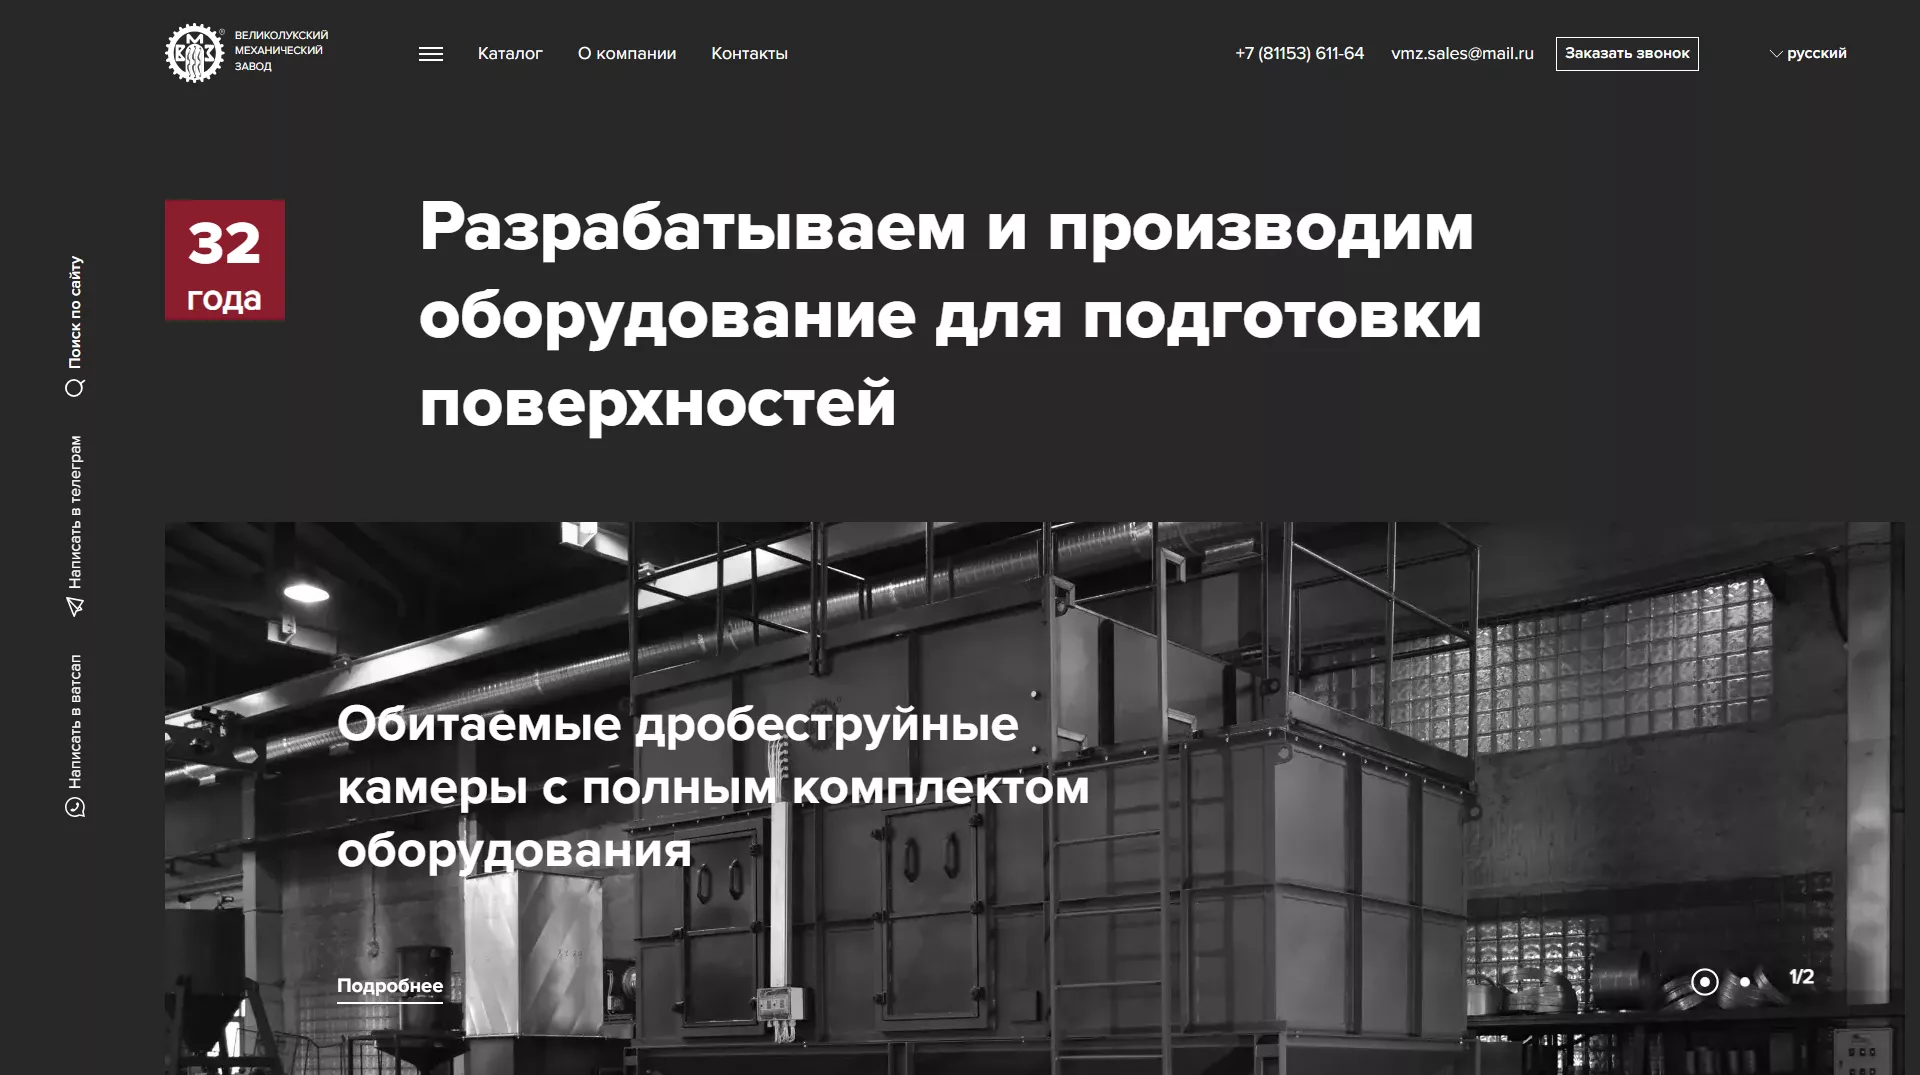 ВЕЛИКОЛУКСКИЙ
МЕХАНИЧЕСКИЙ
ЗАВОД
ВМЗ
Каталог
О компании
Контакты
+7 (81153) 611-64
vmz.sales@mail.ru
Заказать звонок
русский
32
года
Разрабатываем и производим
оборудование для подготовки
поверхностей
Поиск по сайту
Написать в телеграм
Написать в ватсап
Обитаемые дробеструйные
камеры с полным комплектом
оборудования
Подробнее
1/2